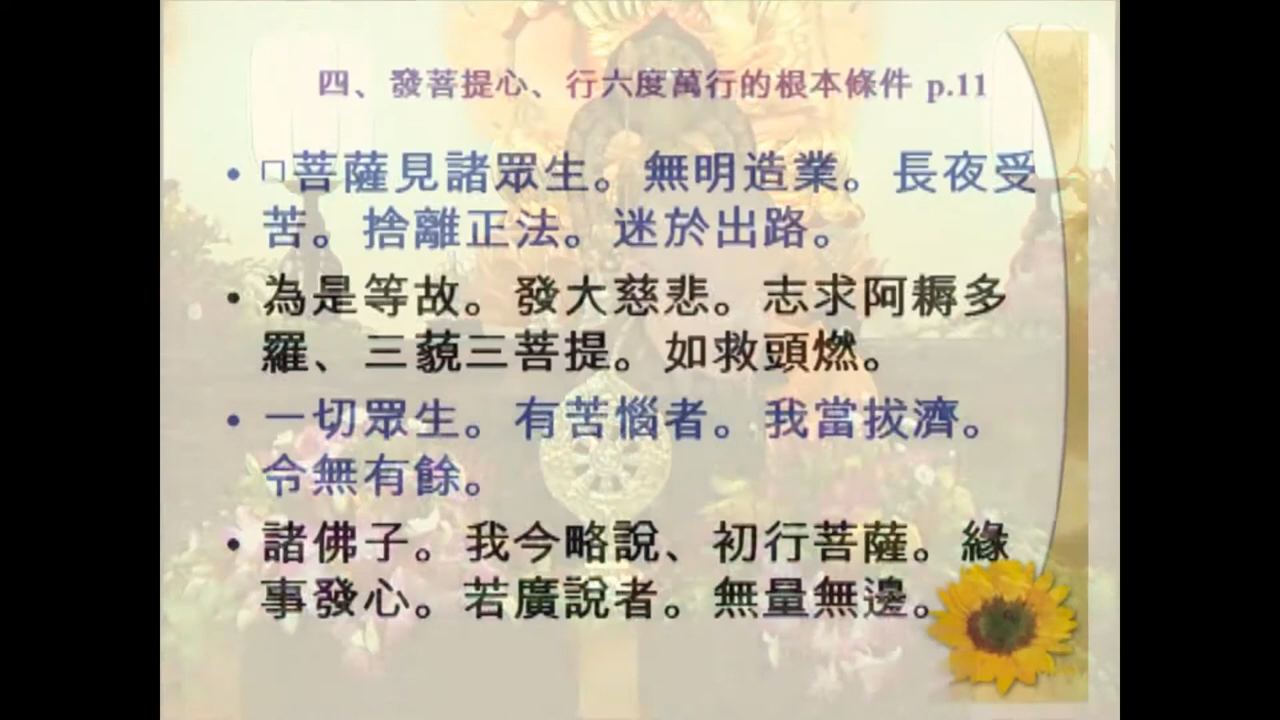 四、發菩提心、行六度萬行的根本條件 p.11
• □菩薩見諸眾生。無明造業。長夜受
苦。捨離正法。迷於出路。
• 為是等故。發大慈悲。志求阿耨多
羅、三藐三菩提。如救頭燃。
• 一切眾生。有苦惱者。我當拔濟。
令無有餘。
• 諸佛子。我今略說、初行菩薩。緣
事發心。若廣說者。無量無邊。